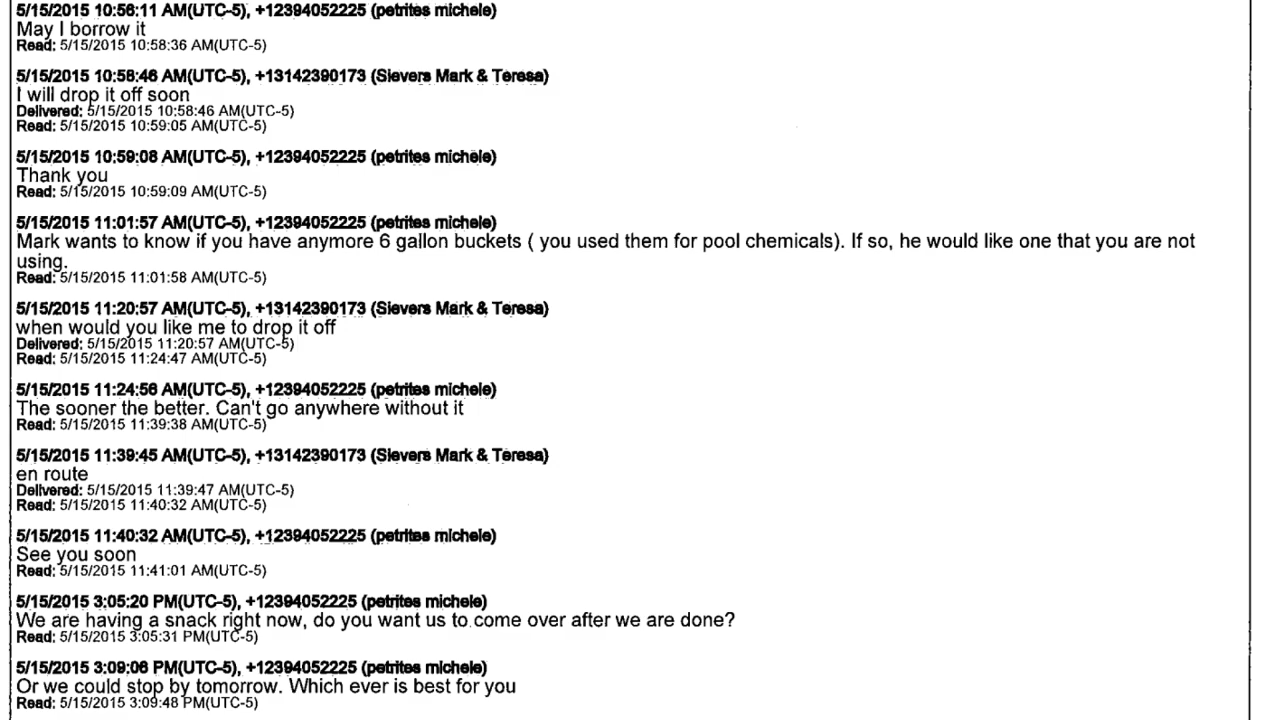 5/15/2015 10:56:11 AM(UTC-5), +12394052225 (petrites michele)
May I borrow it
Read: 5/15/2015 10:58:36 AM(UTC-5)
5/15/2015 10:58:46 AM(UTC-5), +13142390173 (Sievers Mark & Teresa)
I will drop it off soon
Delivered: 5/15/2015 10:58:46 AM(UTC-5)
Read: 5/15/2015 10:59:05 AM(UTC-5)
5/15/2015 10:59:08 AM(UTC-5), +12394052225 (petrites michele)
Thank you
Read: 5/15/2015 10:59:09 AM(UTC-5)
5/15/2015 11:01:57 AM(UTC-5), +12394052225 (petrites michele)
Mark wants to know if you have anymore 6 gallon buckets ( you used them for pool chemicals). If so, he would like one that you are not
using.
Read: 5/15/2015 11:01:58 AM(UTC-5)
5/15/2015 11:20:57 AM(UTC-5), +13142390173 (Sievers Mark & Teresa)
when would you like me to drop it off
Delivered: 5/15/2015 11:20:57 AM(UTC-5)
Read: 5/15/2015 11:24:47 AM(UTC-5)
5/15/2015 11:24:56 AM(UTC-5), +12394052225 (petrites michele)
The sooner the better. Can't go anywhere without it
Read: 5/15/2015 11:39:38 AM(UTC-5)
5/15/2015 11:39:45 AM(UTC-5), +13142390173 (Sievers Mark & Teresa)
en route
Delivered: 5/15/2015 11:39:47 AM(UTC-5)
Read: 5/15/2015 11:40:32 AM(UTC-5)
5/15/2015 11:40:32 AM(UTC-5), +12394052225 (petrites michele)
See you soon
Read: 5/15/2015 11:41:01 AM(UTC-5)
5/15/2015 3:05:20 PM(UTC-5), +12394052225 (petrites michele)
We are having a snack right now, do you want us to come over after we are done?
Read: 5/15/2015 3:05:31 PM(UTC-5)
5/15/2015 3:09:06 PM(UTC-5), +12394052225 (petrites michele)
Or we could stop by tomorrow. Which ever is best for you
Read: 5/15/2015 3:09:48 PM(UTC-5)